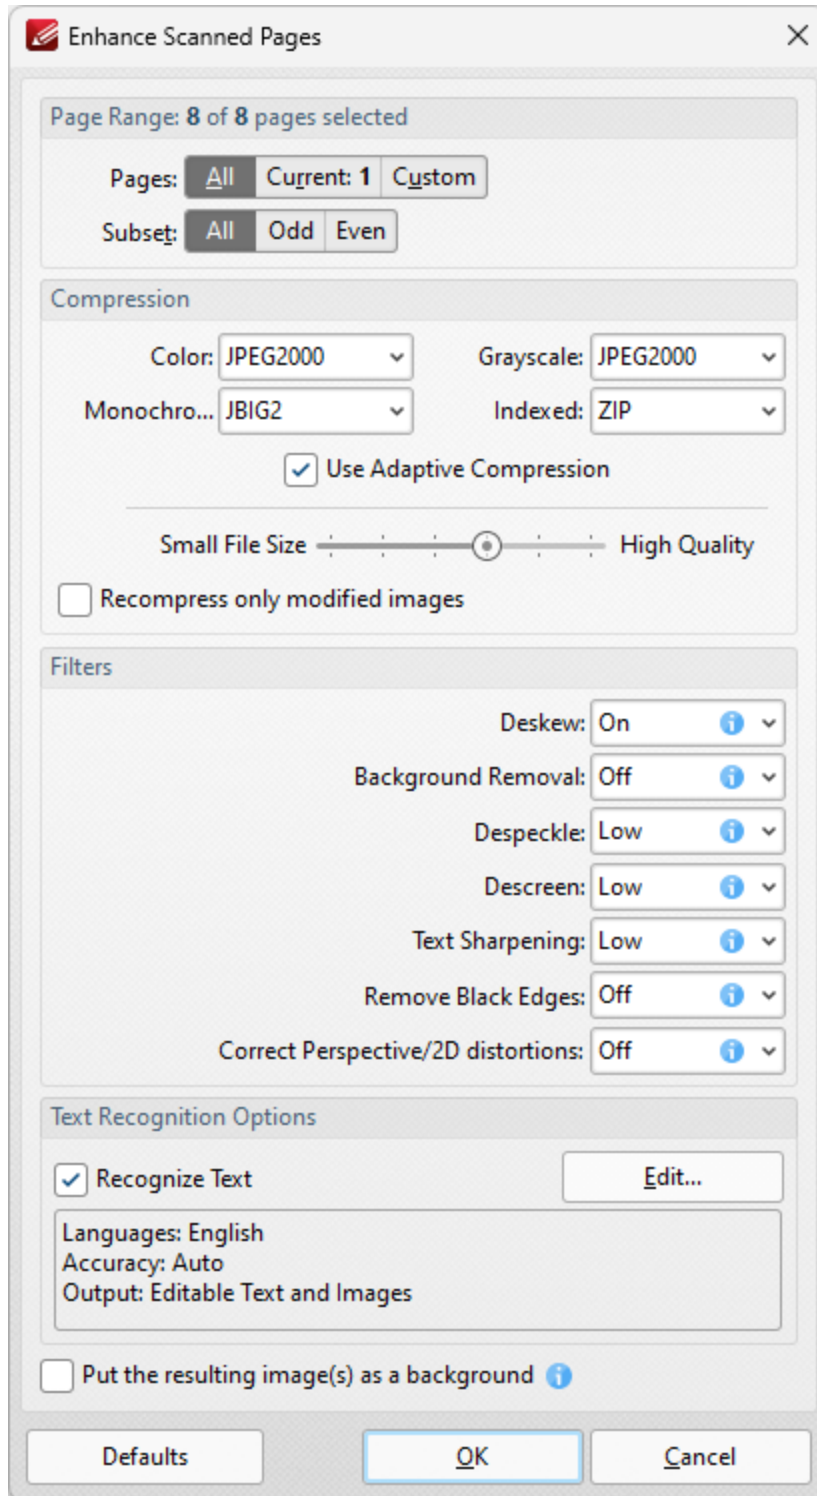 Enhance Scanned Pages
Page Range: 8 of 8 pages selected
Pages: All Current: 1 Custom
Subset: All Odd Even
Compression
Color: JPEG2000 Grayscale: JPEG2000
Monochro... JBIG2 Indexed: ZIP
Use Adaptive Compression
Small File Size High Quality
Recompress only modified images
Filters
Deskew: On
Background Removal: Off
Despeckle: Low
Descreen: Low
Text Sharpening: Low
Remove Black Edges: Off
Correct Perspective/2D distortions: Off
Text Recognition Options
Recognize Text Edit...
Languages: English
Accuracy: Auto
Output: Editable Text and Images
Put the resulting image(s) as a background
Defaults OK Cancel